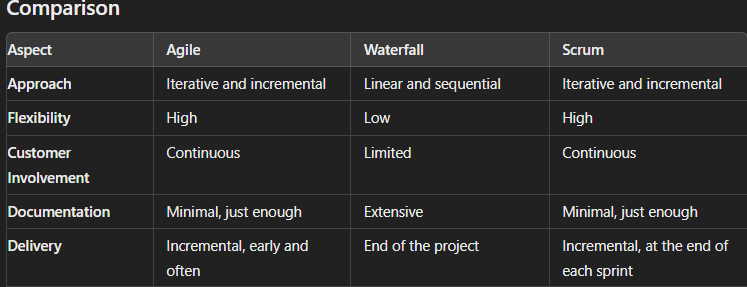 Comparison
Aspect Agile Waterfall Scrum
Approach Iterative and incremental Linear and sequential Iterative and incremental
Flexibility High Low High
Customer Involvement Continuous Limited Continuous
Documentation Minimal, just enough Extensive Minimal, just enough
Delivery Incremental, early and often End of the project Incremental, at the end of each sprint